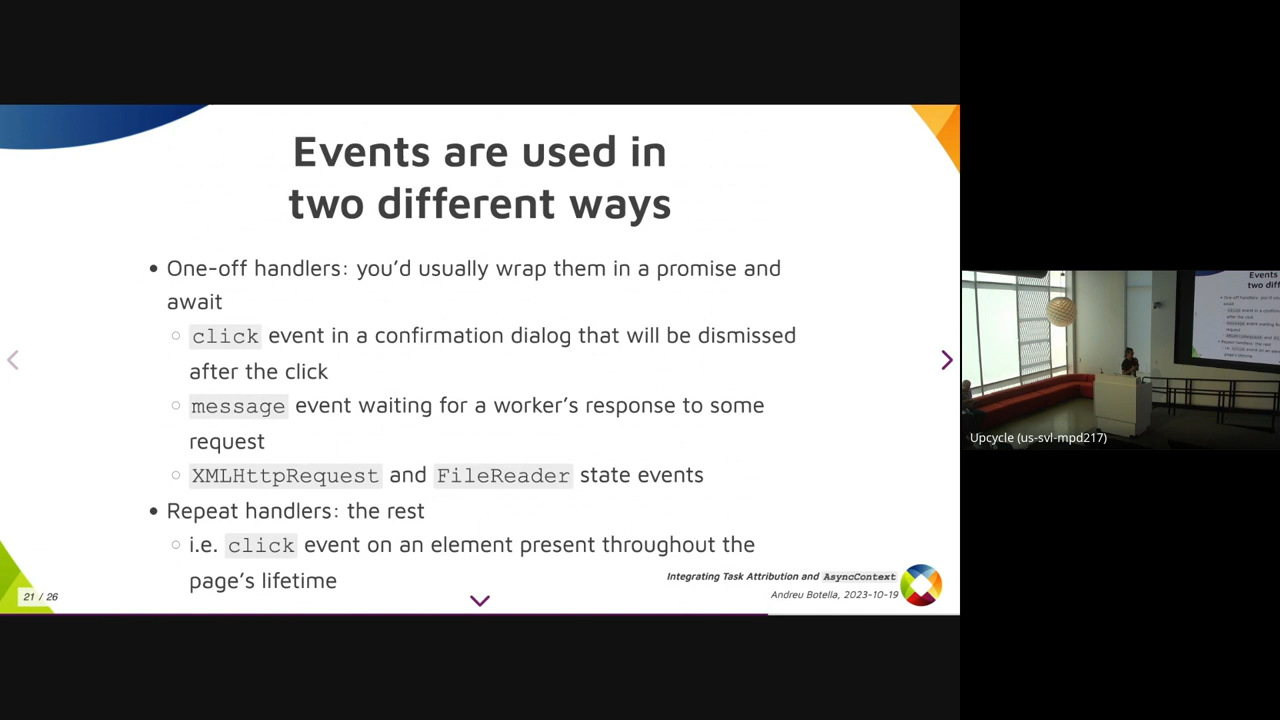 Events are used in
two different ways
• One-off handlers: you'd usually wrap them in a promise and
await
○ click event in a confirmation dialog that will be dismissed
after the click
○ message event waiting for a worker's response to some
request
○ XMLHttpRequest and FileReader state events
• Repeat handlers: the rest
○ i.e. click event on an element present throughout the
page's lifetime
Integrating Task Attribution and AsyncContext
Andreu Botella, 2023-10-19
21 / 26
Events
two diff
Upcycle (us-svl-mpd217)